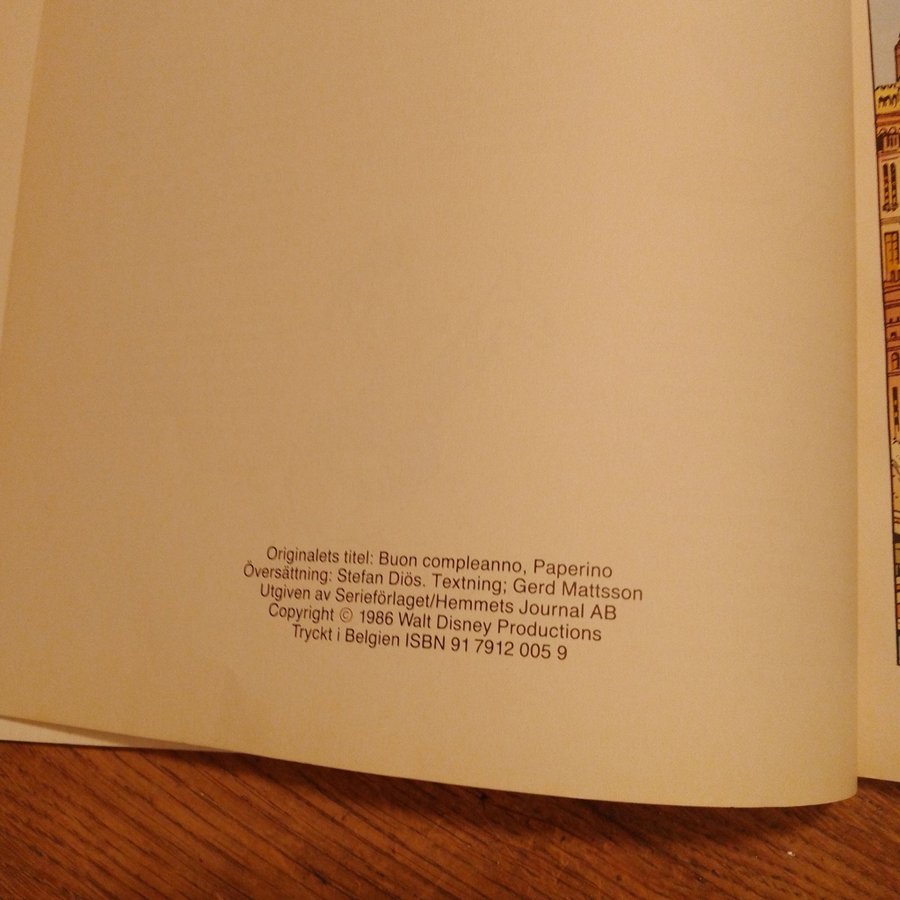 Originalets titel: Buon compleanno, Paperino
Översättning: Stefan Diös. Textning; Gerd Mattsson
Utgiven av Serieförlaget/Hemmets Journal AB
Copyright © 1986 Walt Disney Productions
Tryckt i Belgien ISBN 91 7912 005 9